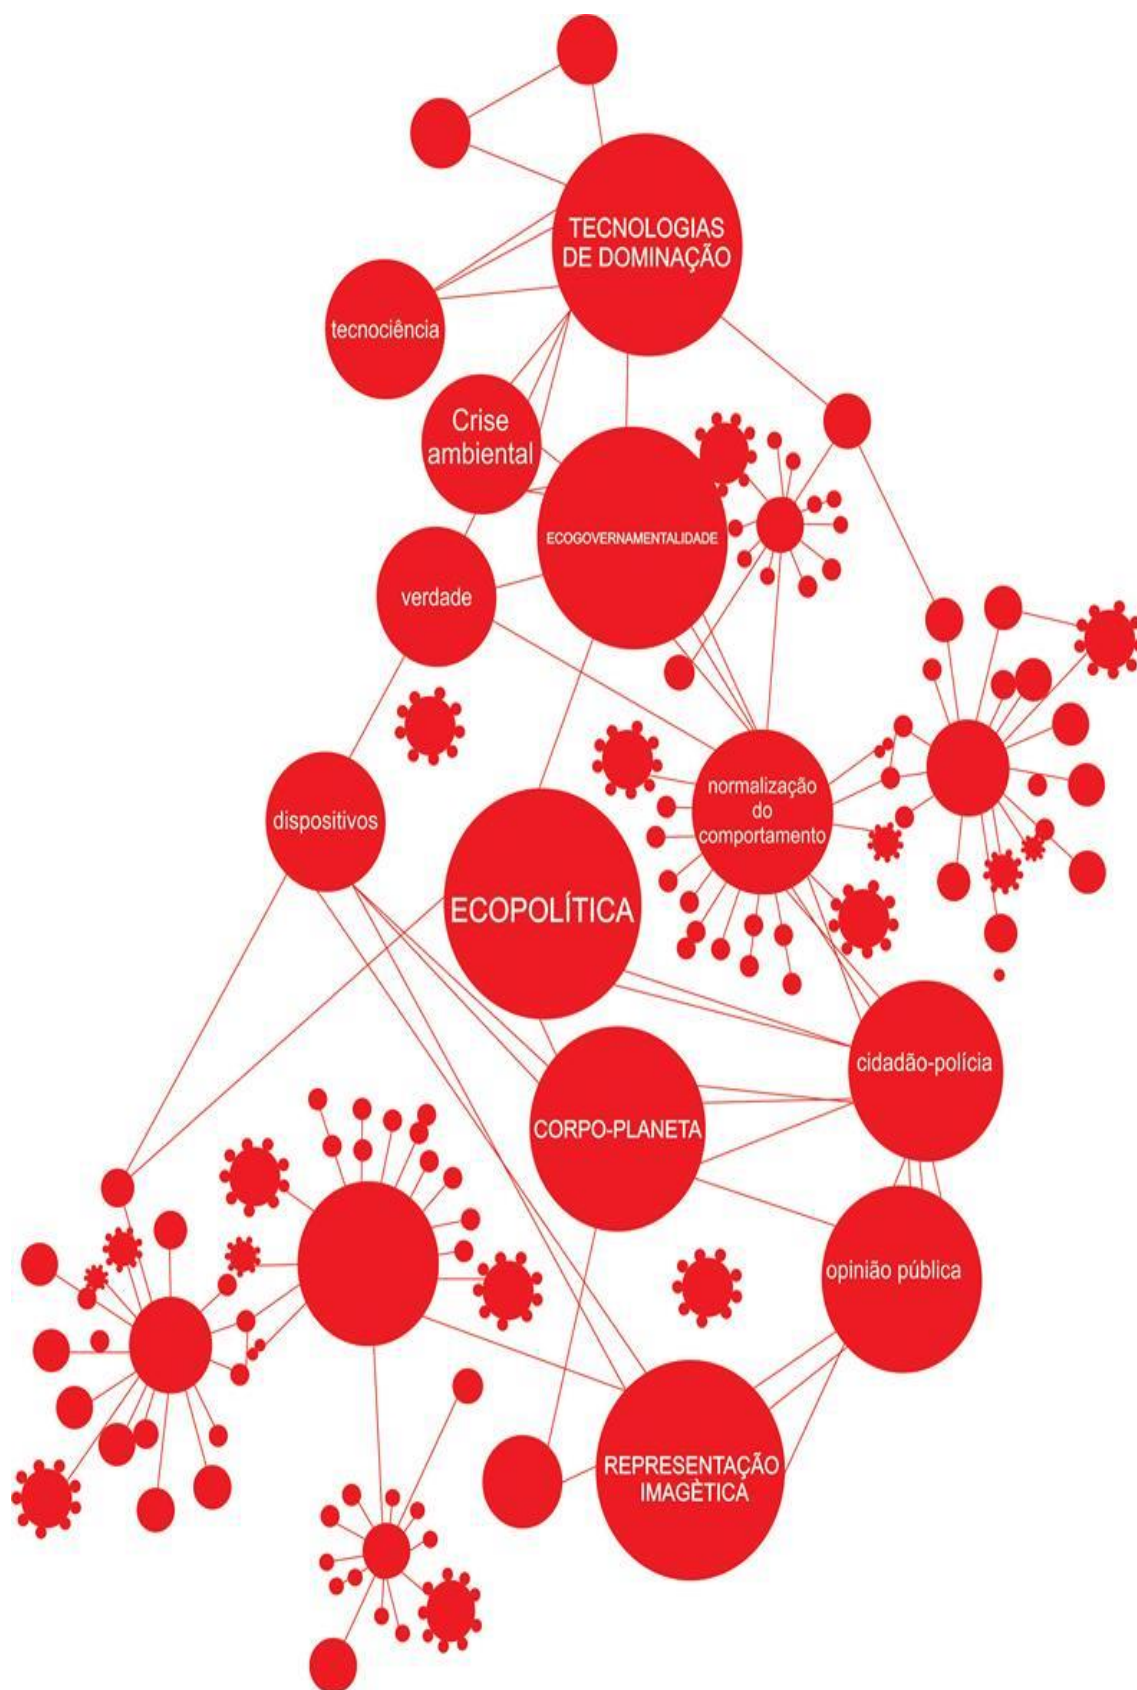 TECNOLOGIAS
DE DOMINAÇÃO
tecnociência
Crise
ambiental
ECOGOVERNAMENTALIDADE
verdade
normalização
do
comportamento
dispositivos
ECOPOLÍTICA
cidadão-polícia
CORPO-PLANETA
opinião pública
REPRESENTAÇÃO
IMAGÈTICA